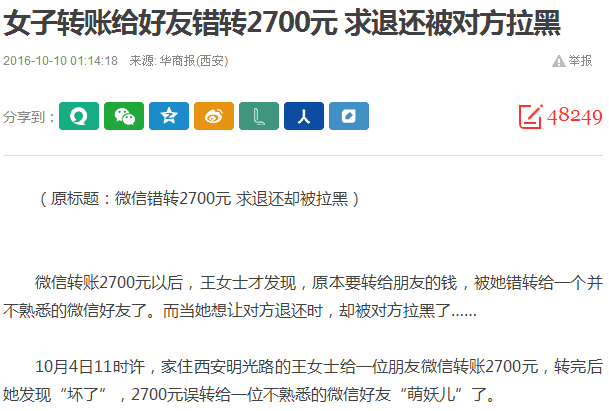 女子转账给好友错转2700元 求退还被对方拉黑
2016-10-10 01:14:18 来源: 华商报(西安) 举报
分享到： 48249
（原标题：微信错转2700元 求退还却被拉黑）
微信转账2700元以后，王女士才发现，原本要转给朋友的钱，被她错转给一个并
不熟悉的微信好友了。而当她想让对方退还时，却被对方拉黑了……
10月4日11时许，家住西安明光路的王女士给一位朋友微信转账2700元，转完后
她发现“坏了”，2700元误转给一位不熟悉的微信好友“萌妖儿”了。